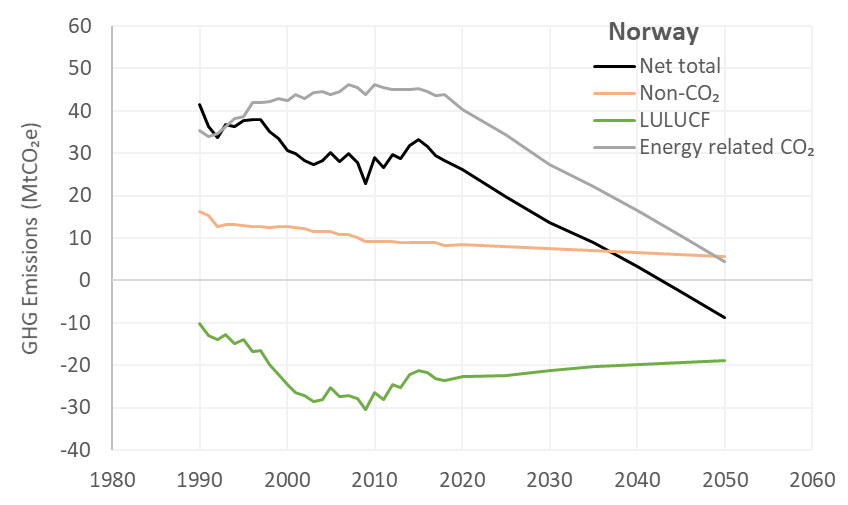 Norway
Net total
Non-CO₂
LULUCF
Energy related CO₂
GHG Emissions (MtCO₂e)
60
50
40
30
20
10
0
-10
-20
-30
-40
1980 1990 2000 2010 2020 2030 2040 2050 2060